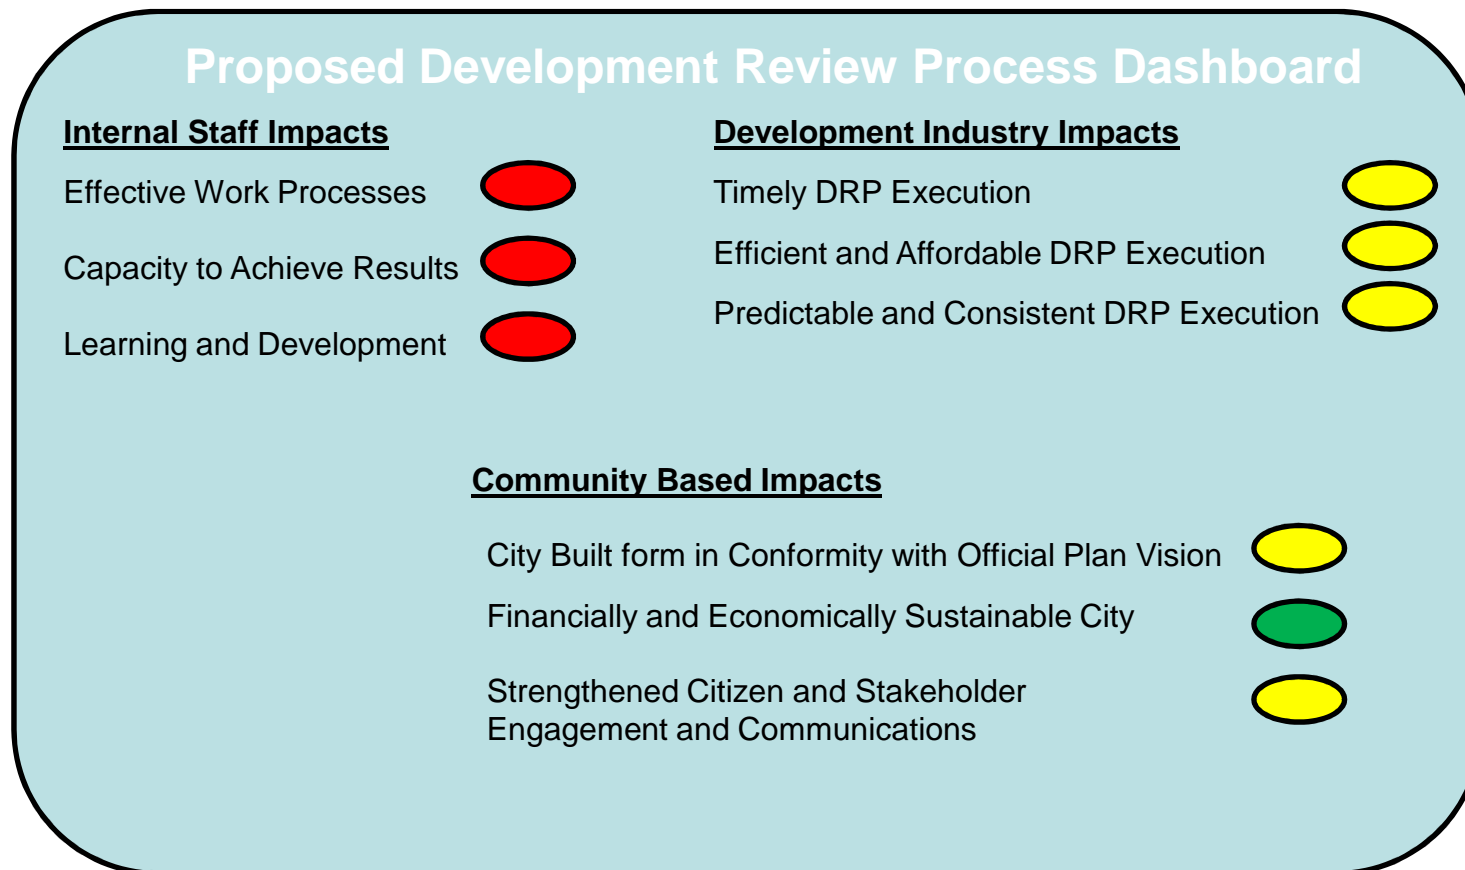 Proposed Development Review Process Dashboard
Internal Staff Impacts
Effective Work Processes
Capacity to Achieve Results
Learning and Development
Development Industry Impacts
Timely DRP Execution
Efficient and Affordable DRP Execution
Predictable and Consistent DRP Execution
Community Based Impacts
City Built form in Conformity with Official Plan Vision
Financially and Economically Sustainable City
Strengthened Citizen and Stakeholder
Engagement and Communications